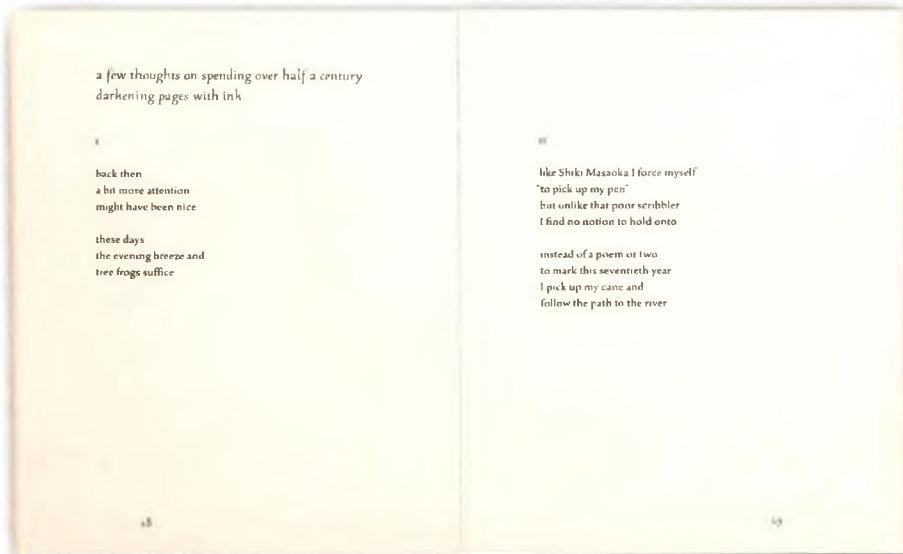 a few thoughts on spending over half a century
darkening pages with ink
back then
a bit more attention
might have been nice
these days
the evening breeze and
tree frogs suffice
like Shiki Masaoka I force myself
"to pick up my pen"
but unlike that poor scribbler
I find no notion to hold onto
instead of a poem or two
to mark this seventieth year
I pick up my cane and
follow the path to the river